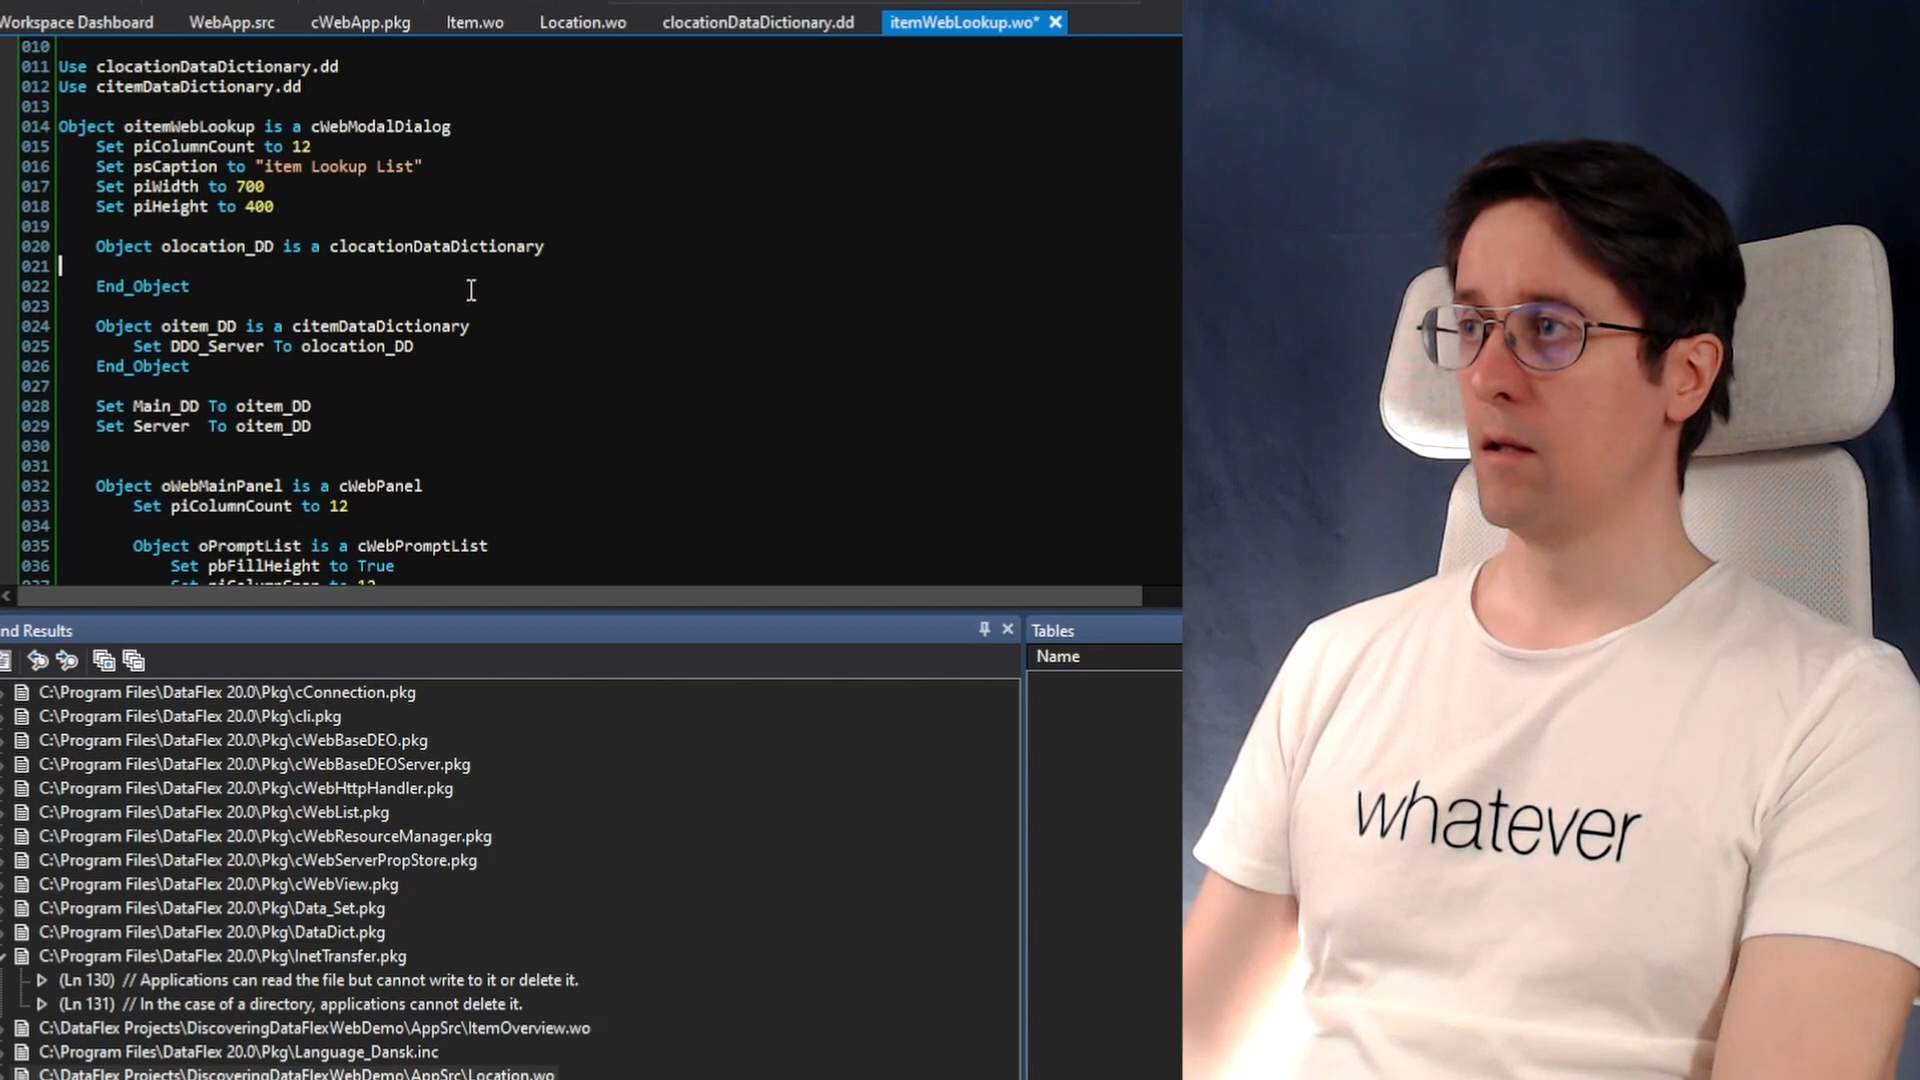 Workspace Dashboard WebApp.src cWebApp.pkg Item.wo Location.wo clocationDataDictionary.dd itemWebLookup.wo*
010
011 Use clocationDataDictionary.dd
012 Use citemDataDictionary.dd
013
014 Object oitemWebLookup is a cWebModalDialog
015 Set piColumnCount to 12
016 Set psCaption to "item Lookup List"
017 Set piWidth to 700
018 Set piHeight to 400
019
020 Object olocation_DD is a clocationDataDictionary
021
022 End_Object
023
024 Object oitem_DD is a citemDataDictionary
025 Set DDO_Server To olocation_DD
026 End_Object
027
028 Set Main_DD To oitem_DD
029 Set Server To oitem_DD
030
031
032 Object oWebMainPanel is a cWebPanel
033 Set piColumnCount to 12
034
035 Object oPromptList is a cWebPromptList
036 Set pbFillHeight to True
037 Set piColumnSpan to 12
nd Results
Tables
Name
C:\Program Files\DataFlex 20.0\Pkg\cConnection.pkg
C:\Program Files\DataFlex 20.0\Pkg\cli.pkg
C:\Program Files\DataFlex 20.0\Pkg\cWebBaseDEO.pkg
C:\Program Files\DataFlex 20.0\Pkg\cWebBaseDEOServer.pkg
C:\Program Files\DataFlex 20.0\Pkg\cWebHttpHandler.pkg
C:\Program Files\DataFlex 20.0\Pkg\cWebList.pkg
C:\Program Files\DataFlex 20.0\Pkg\cWebResourceManager.pkg
C:\Program Files\DataFlex 20.0\Pkg\cWebServerPropStore.pkg
C:\Program Files\DataFlex 20.0\Pkg\cWebView.pkg
C:\Program Files\DataFlex 20.0\Pkg\Data_Set.pkg
C:\Program Files\DataFlex 20.0\Pkg\DataDict.pkg
C:\Program Files\DataFlex 20.0\Pkg\InetTransfer.pkg
(Ln 130) // Applications can read the file but cannot write to it or delete it.
(Ln 131) // In the case of a directory, applications cannot delete it.
C:\DataFlex Projects\DiscoveringDataFlexWebDemo\AppSrc\ItemOverview.wo
C:\Program Files\DataFlex 20.0\Pkg\Language_Dansk.inc
C:\DataFlex Projects\DiscoveringDataFlexWebDemo\AppSrc\Location.wo
whatever